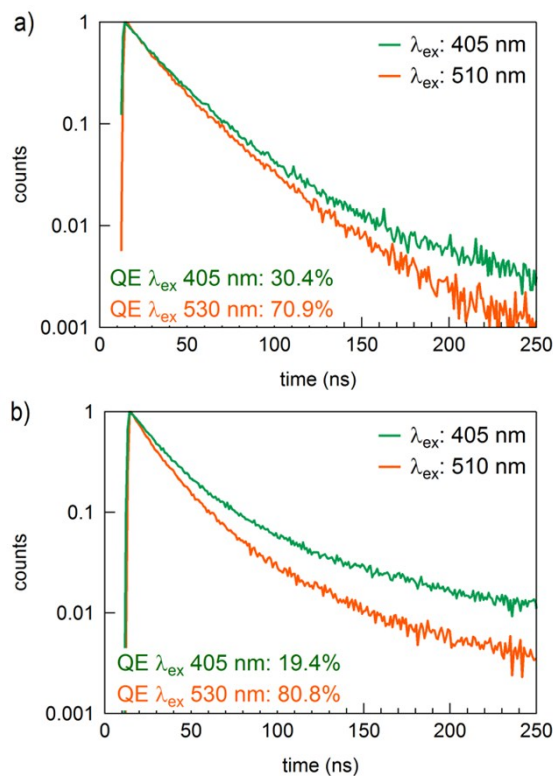 a)
1
0.1
0.01
0.001
counts
λex: 405 nm
λex: 510 nm
QE λex 405 nm: 30.4%
QE λex 530 nm: 70.9%
0 50 100 150 200 250
time (ns)
b)
1
0.1
0.01
0.001
counts
λex: 405 nm
λex: 510 nm
QE λex 405 nm: 19.4%
QE λex 530 nm: 80.8%
0 50 100 150 200 250
time (ns)